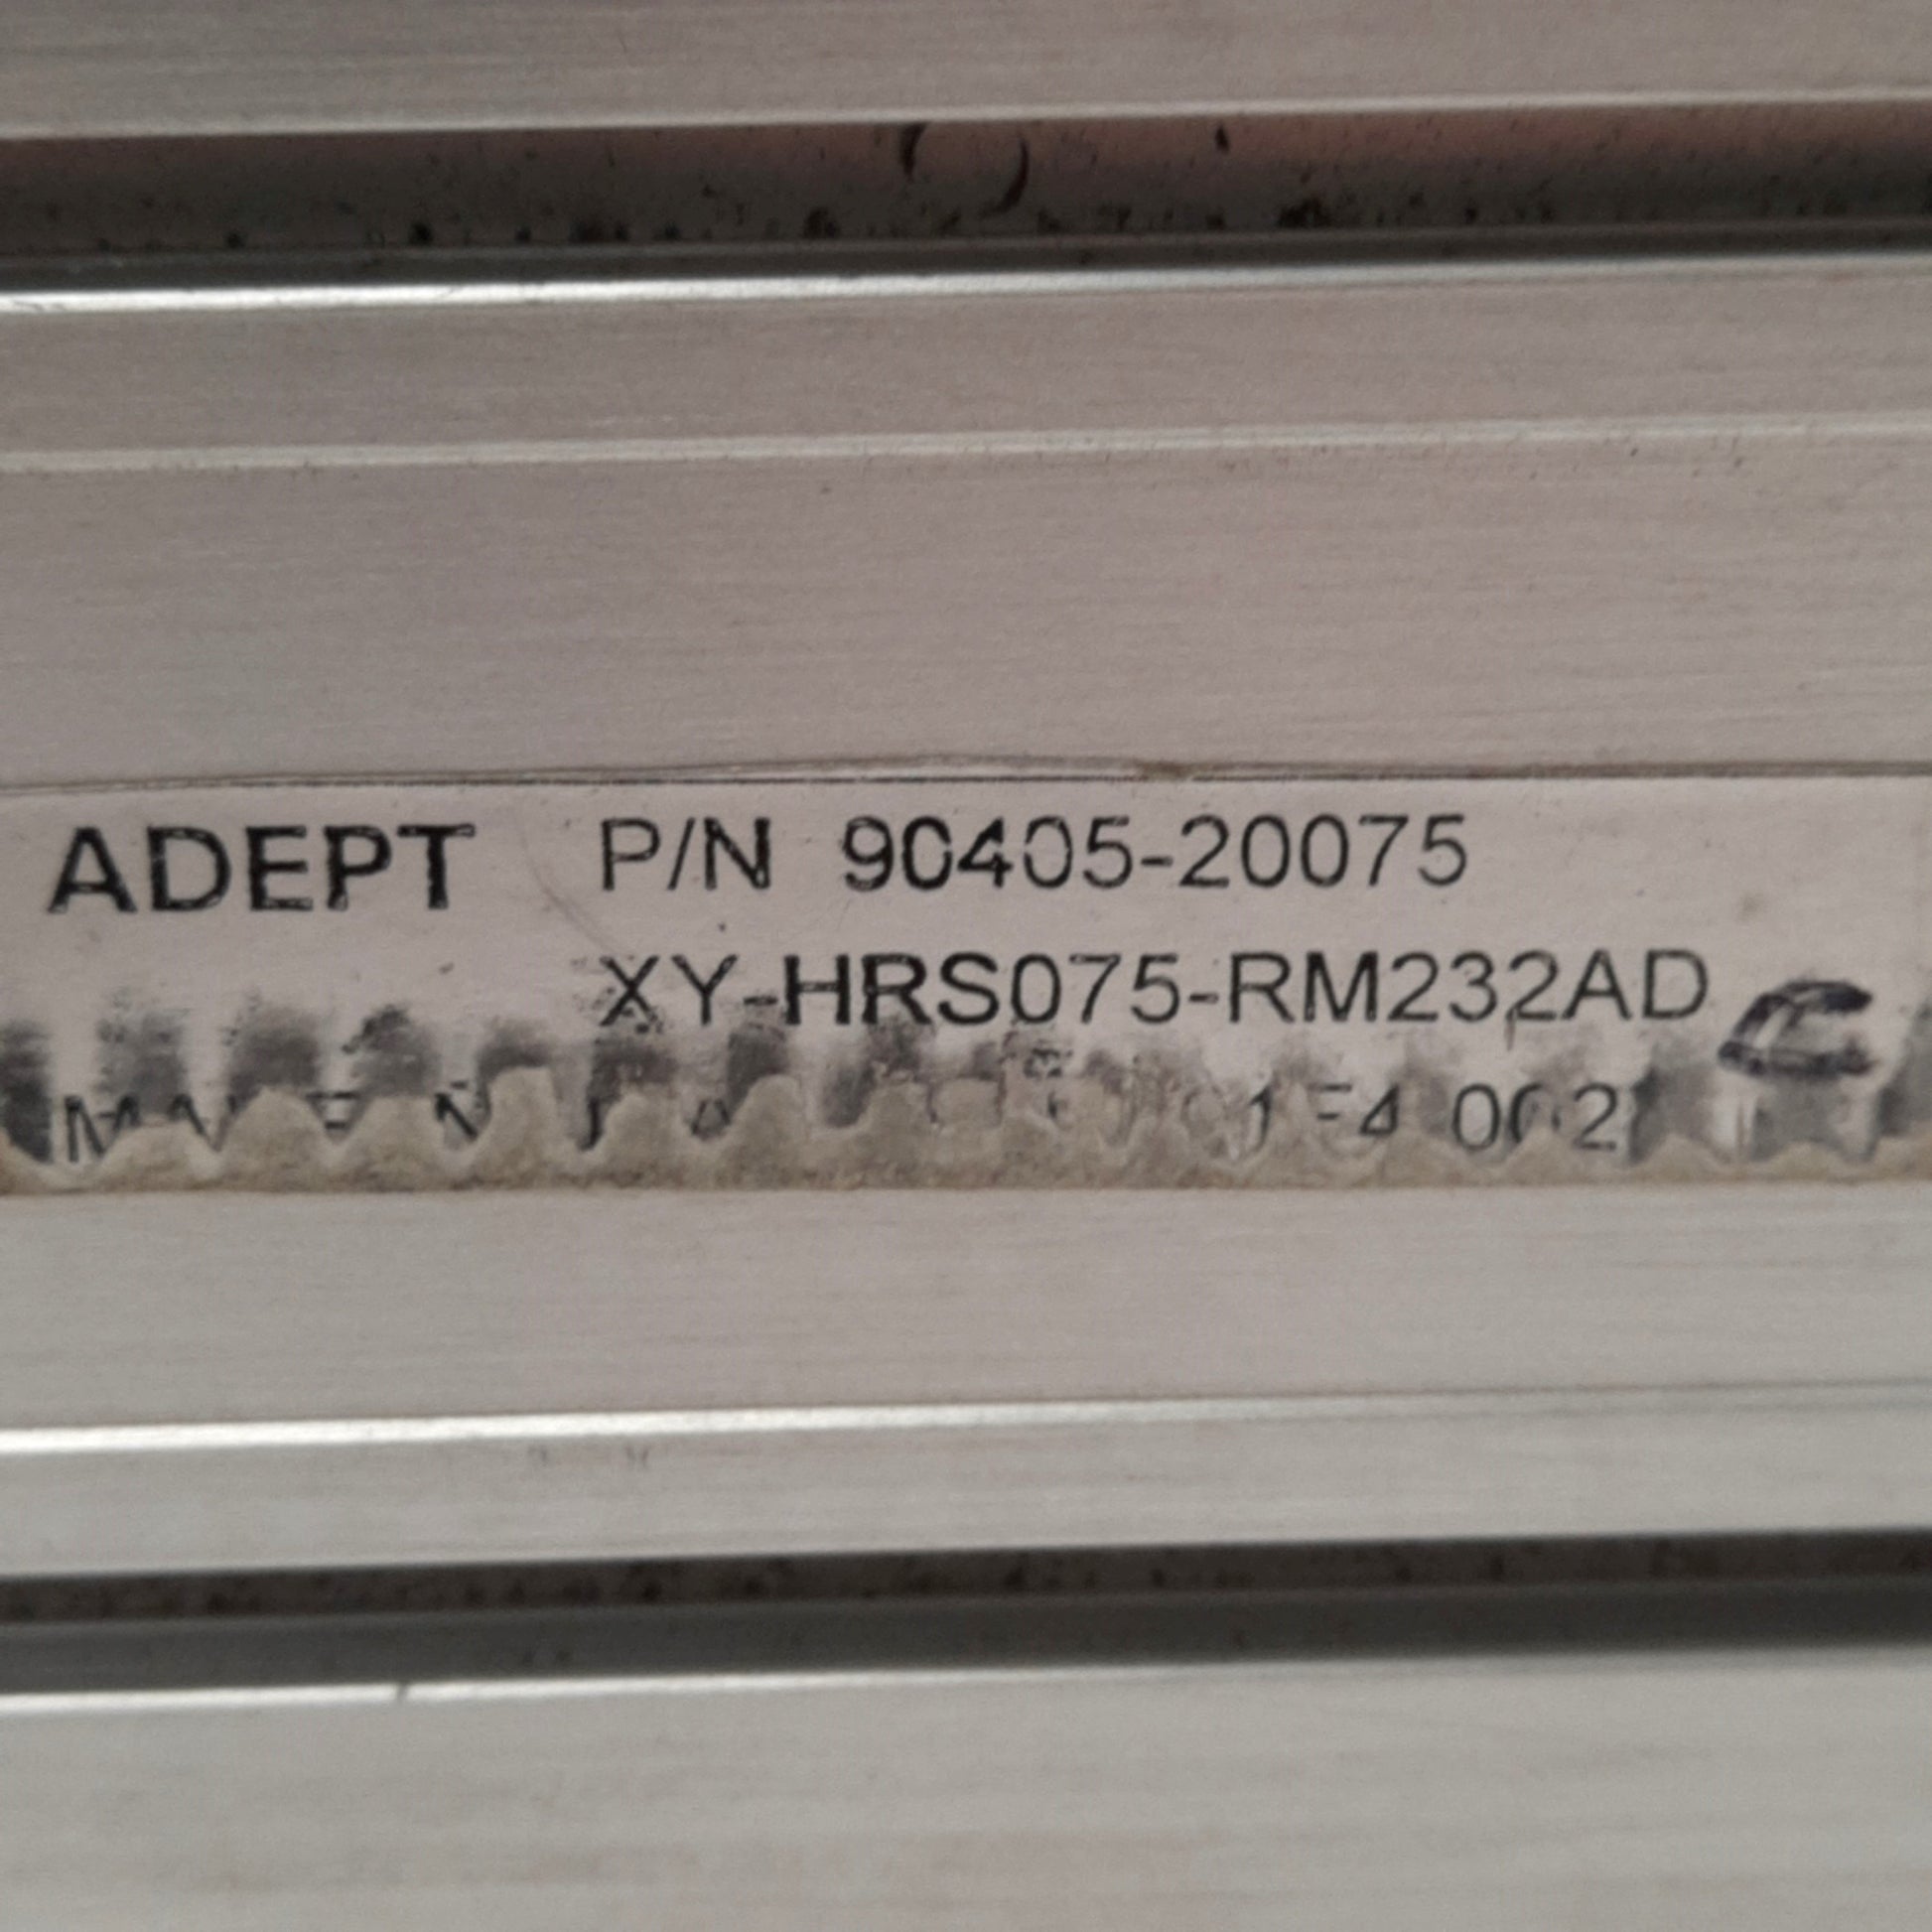 ADEPT P/N 90405-20075
XY-HRS075-RM232AD
C